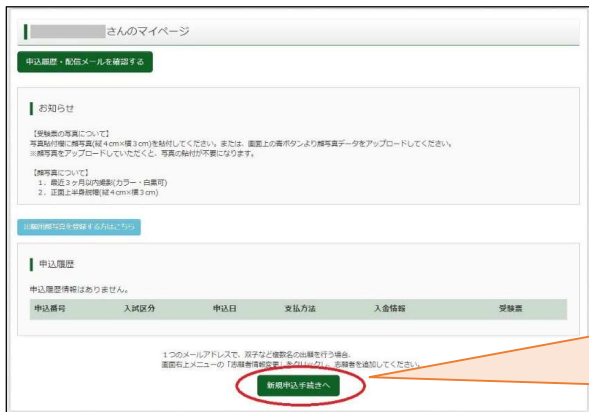 さんのマイページ
申込履歴・配信メールを確認する
お知らせ
【受験票の写真について】
写真貼付欄に顔写真(縦4cm×横3cm)を貼付してください。または、画面上の青ボタンより顔写真データをアップロードしてください。
※顔写真をアップロードしていただくと、写真の貼付が不要になります。
【顔写真について】
1. 最近3ヶ月以内撮影(カラー・白黒可)
2. 正面上半身脱帽(縦4cm×横3cm)
出願用顔写真を登録する方はこちら
申込履歴
申込履歴情報はありません。
申込番号 入試区分 申込日 支払方法 入金情報 受験票
1つのメールアドレスで、双子など複数名の出願を行う場合、
画面右上メニューの「志願者情報変更」をクリックし、志願者を追加してください。
新規申込手続きへ